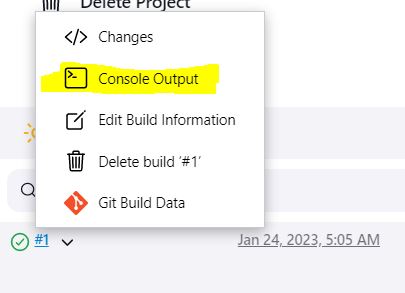 Delete Project
Changes
Console Output
Edit Build Information
Delete build ‘#1’
Git Build Data
#1 Jan 24, 2023, 5:05 AM